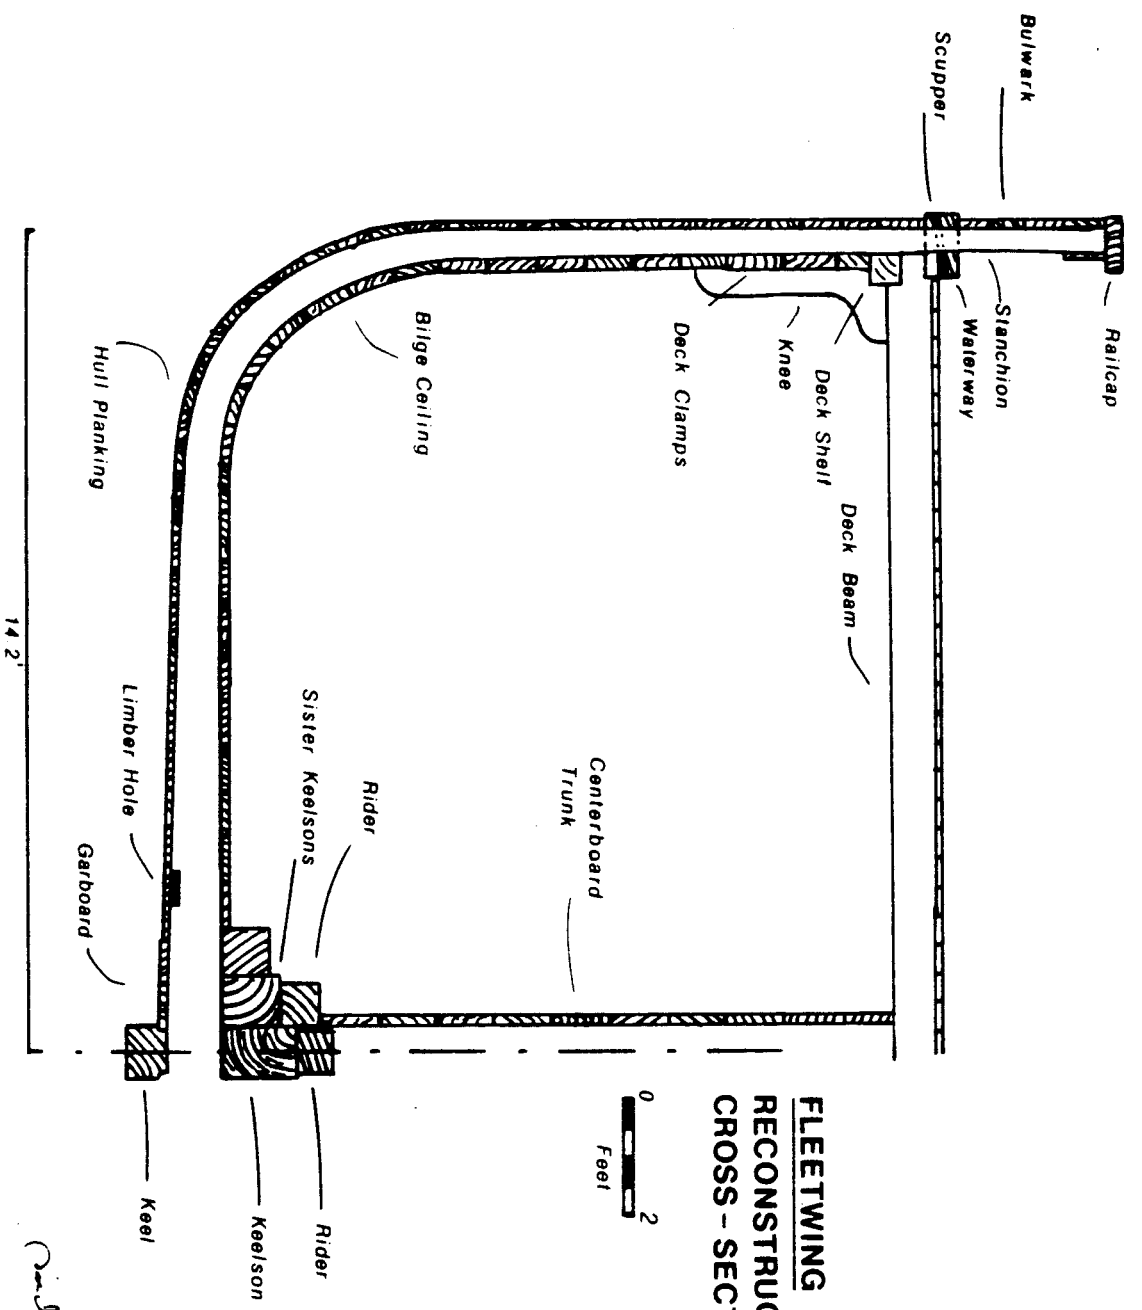 Railcap
Stanchion
Waterway
Bulwark
Scupper
Deck Shelf
Knee
Deck Clamps
Deck Beam
Bilge Ceiling
Hull Planking
Centerboard
Trunk
Rider
Sister Keelsons
Limber Hole
Garboard
14.2'
FLEETWING
RECONSTRUC
CROSS-SECT
0 2
Feet
Rider
Keelson
Keel